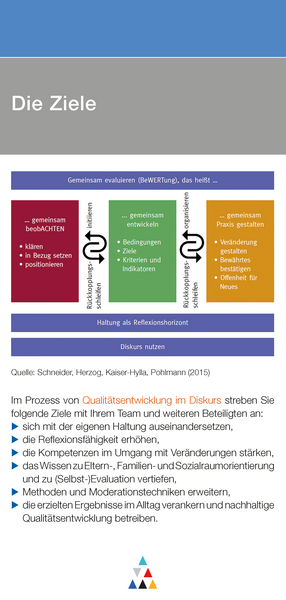 Die Ziele
Gemeinsam evaluieren (BeWERTung), das heißt ...
... gemeinsam
beobACHTEN
• klären
• in Bezug setzen
• positionieren
Rückkopplungs- initiieren
schleifen
... gemeinsam
entwickeln
• Bedingungen
• Ziele
• Kriterien und
Indikatoren
Rückkopplungs- organisieren
schleifen
... gemeinsam
Praxis gestalten
• Veränderung
gestalten
• Bewährtes
bestätigen
• Offenheit für
Neues
Haltung als Reflexionshorizont
Diskurs nutzen
Quelle: Schneider, Herzog, Kaiser-Hylla, Pohlmann (2015)
Im Prozess von Qualitätsentwicklung im Diskurs streben Sie
folgende Ziele mit Ihrem Team und weiteren Beteiligten an:
▶ sich mit der eigenen Haltung auseinandersetzen,
▶ die Reflexionsfähigkeit erhöhen,
▶ die Kompetenzen im Umgang mit Veränderungen stärken,
▶ das Wissen zu Eltern-, Familien- und Sozialraumorientierung
und zu (Selbst-)Evaluation vertiefen,
▶ Methoden und Moderationstechniken erweitern,
▶ die erzielten Ergebnisse im Alltag verankern und nachhaltige
Qualitätsentwicklung betreiben.